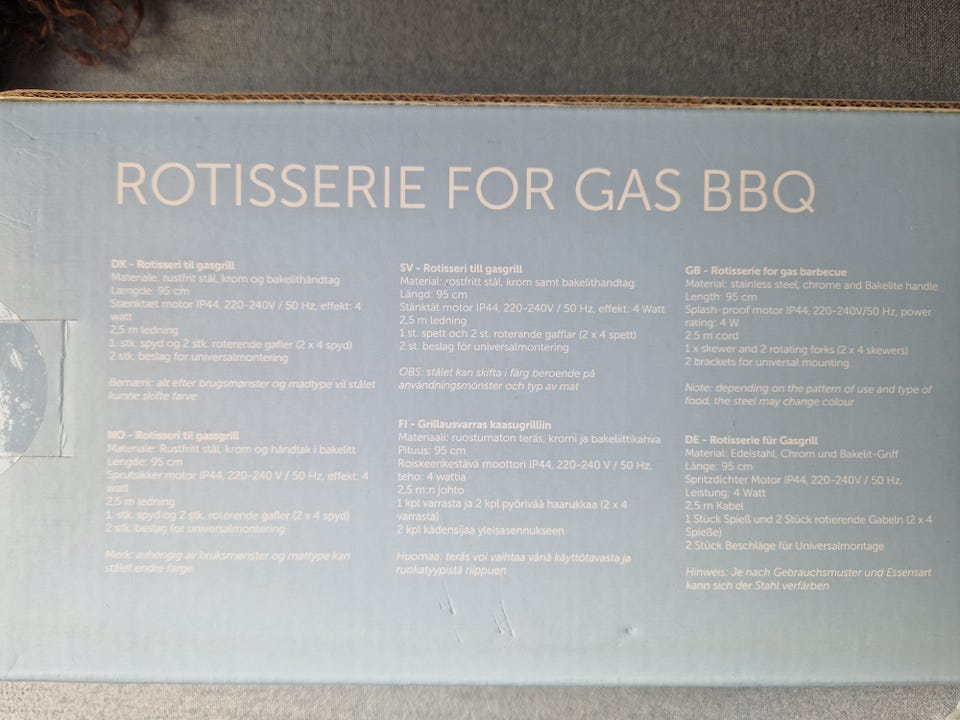 ROTISSERIE FOR GAS BBQ
DK - Rotisseri til gasgrill
Materiale: rustfrit stål, krom og bakelithåndtag
Længde: 95 cm
Stænktæt motor IP44, 220-240V / 50 Hz, effekt: 4
watt
2,5 m ledning
1. stk. spyd og 2 stk. roterende gafler (2 x 4 spyd)
2 stk. beslag for universalmontering
Bemærk: alt efter brugsmønster og madtype vil stålet
kunne skifte farve
NO - Rotisseri til gassgrill
Materiale: Rustfritt stål, krom og håndtak i bakelitt
Lengde: 95 cm
Sprutsikker motor IP44, 220-240 V / 50 Hz, effekt: 4
watt
2,5 m ledning
1. stk. spyd og 2 stk. roterende gafler (2 x 4 spyd)
2 stk. beslag for universalmontering
Merk: avhengig av bruksmønster og mattype kan
stålet endre farge
SV - Rotisseri till gasgrill
Material: rostfritt stål, krom samt bakelithandtag
Längd: 95 cm
Stänktät motor IP44, 220-240V / 50 Hz, effekt: 4 Watt
2,5 m ledning
1 st. spett och 2 st. roterande gafflar (2 x 4 spett)
2 st. beslag för universalmontering
OBS: stålet kan skifta i färg beroende på
användningsmönster och typ av mat
FI - Grillausvarras kaasugrilliin
Materiaali: ruostumaton teräs, kromi ja bakeliittikahva
Pituus: 95 cm
Roiskeenkestävä moottori IP44, 220-240 V / 50 Hz,
teho: 4 wattia
2,5 m:n johto
1 kpl varrasta ja 2 kpl pyörivää haarukkaa (2 x 4
varrasta)
2 kpl kädensijaa yleisasennukseen
Huomaa: teräs voi vaihtaa väriä käyttötavasta ja
ruokatyypistä riippuen
GB - Rotisserie for gas barbecue
Material: stainless steel, chrome and Bakelite handle
Length: 95 cm
Splash-proof motor IP44, 220-240V/50 Hz, power
rating: 4 W
2.5 m cord
1 x skewer and 2 rotating forks (2 x 4 skewers)
2 brackets for universal mounting
Note: depending on the pattern of use and type of
food, the steel may change colour
DE - Rotisserie für Gasgrill
Material: Edelstahl, Chrom und Bakelit-Griff
Länge: 95 cm
Spritzdichter Motor IP44, 220-240 V / 50 Hz,
Leistung: 4 Watt
2,5 m Kabel
1 Stück Spieß und 2 Stück rotierende Gabeln (2 x 4
Spieße)
2 Stück Beschläge für Universalmontage
Hinweis: Je nach Gebrauchsmuster und Essensart
kann sich der Stahl verfärben